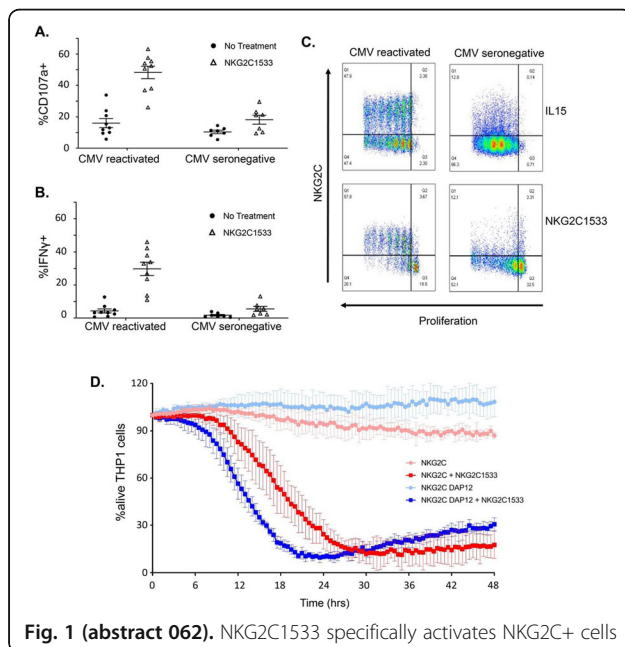 A.
%CD107a+
60
40
20
0
No Treatment
NKG2C1533
CMV reactivated
CMV seronegative
B.
%IFNγ+
60
40
20
0
No Treatment
NKG2C1533
CMV reactivated
CMV seronegative
C.
CMV reactivated
CMV seronegative
NKG2C
IL15
NKG2C1533
Proliferation
D.
%alive THP1 cells
120
90
60
30
0
NKG2C
NKG2C + NKG2C1533
NKG2C DAP12
NKG2C DAP12 + NKG2C1533
0 6 12 18 24 30 36 42 48
Time (hrs)
Fig. 1 (abstract 062). NKG2C1533 specifically activates NKG2C+ cells